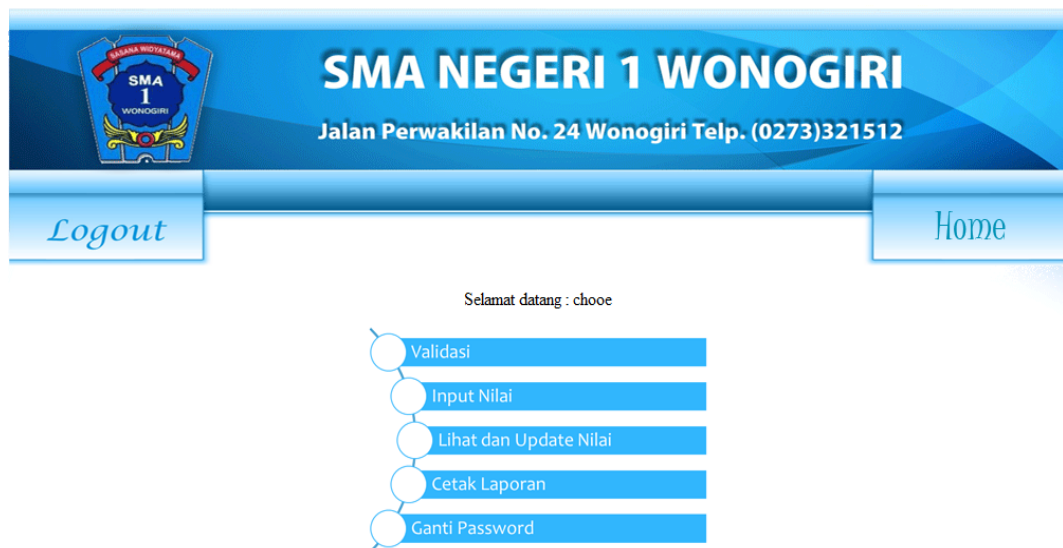 SASANA WIDYATAMA
SMA
1
WONOGIRI
SMA NEGERI 1 WONOGIRI
Jalan Perwakilan No. 24 Wonogiri Telp. (0273)321512
Logout
Home
Selamat datang : chooe
Validasi
Input Nilai
Lihat dan Update Nilai
Cetak Laporan
Ganti Password